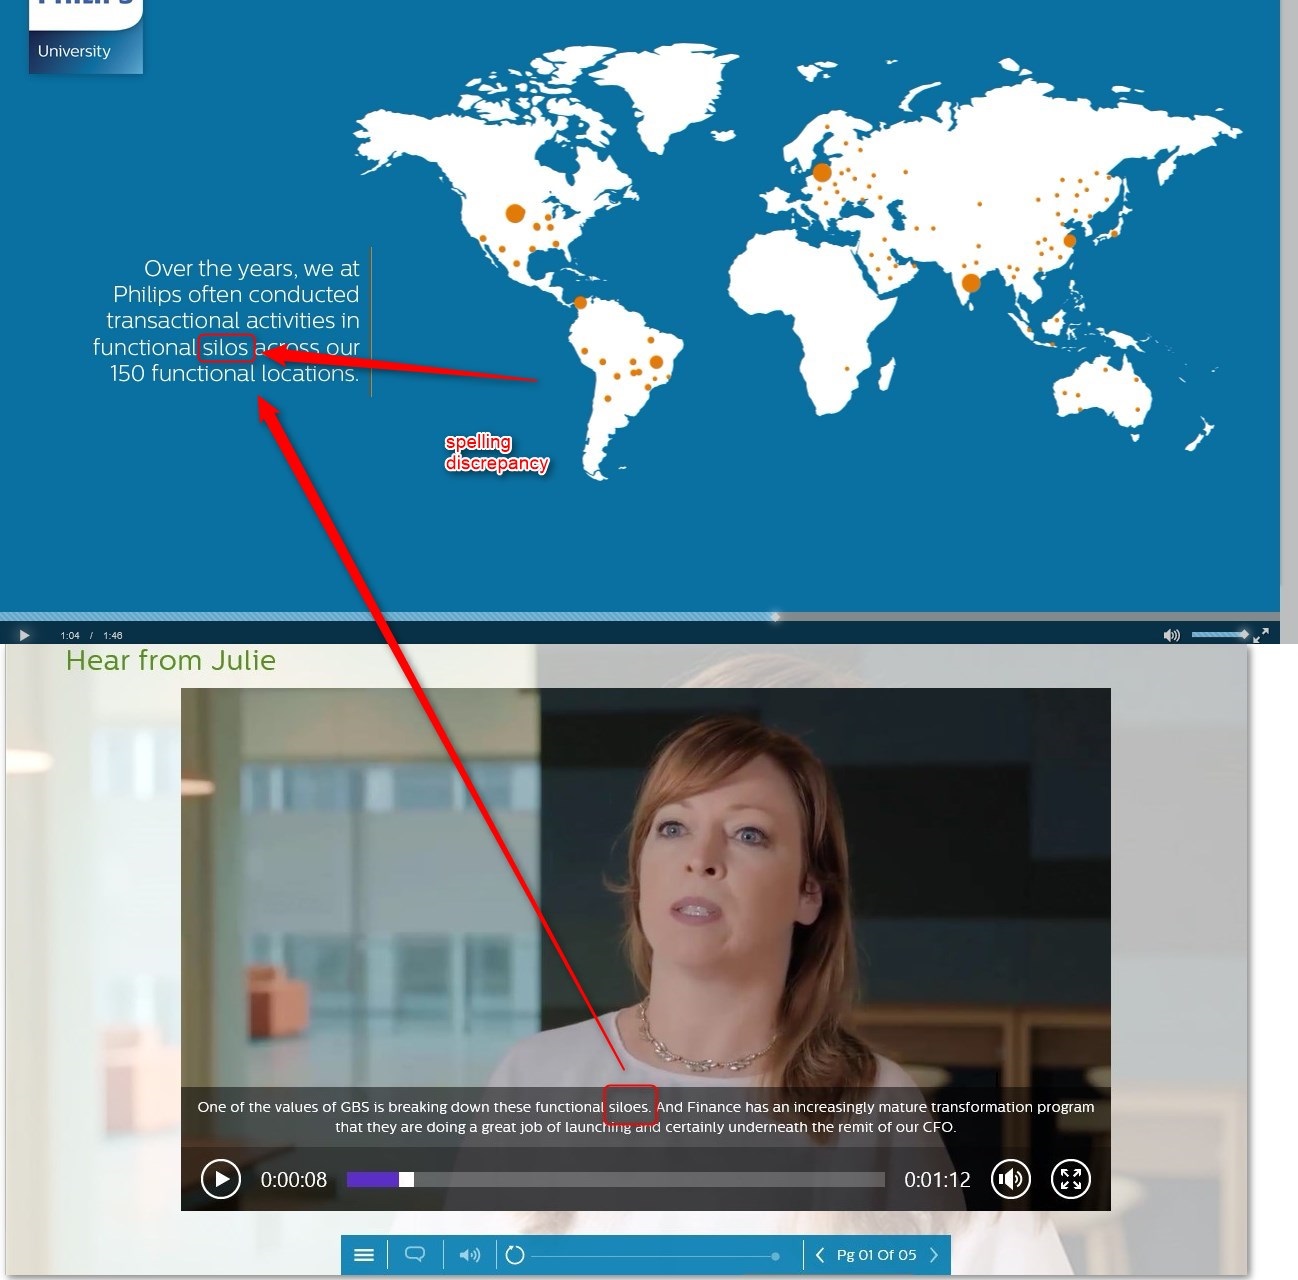 University
Over the years, we at
Philips often conducted
transactional activities in
functional silos across our
150 functional locations.
spelling
discrepancy
1:04 / 1:46
Hear from Julie
One of the values of GBS is breaking down these functional siloes. And Finance has an increasingly mature transformation program
that they are doing a great job of launching and certainly underneath the remit of our CFO.
0:00:08
0:01:12
Pg 01 Of 05